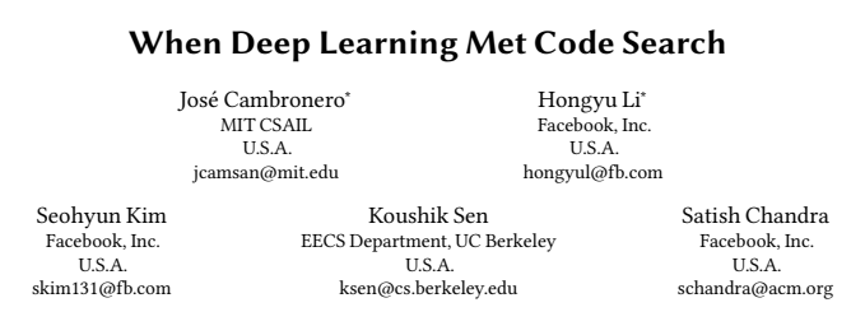 When Deep Learning Met Code Search
José Cambronero*
MIT CSAIL
U.S.A.
jcamsan@mit.edu
Hongyu Li*
Facebook, Inc.
U.S.A.
hongyul@fb.com
Seohyun Kim
Facebook, Inc.
U.S.A.
skim131@fb.com
Koushik Sen
EECS Department, UC Berkeley
U.S.A.
ksen@cs.berkeley.edu
Satish Chandra
Facebook, Inc.
U.S.A.
schandra@acm.org